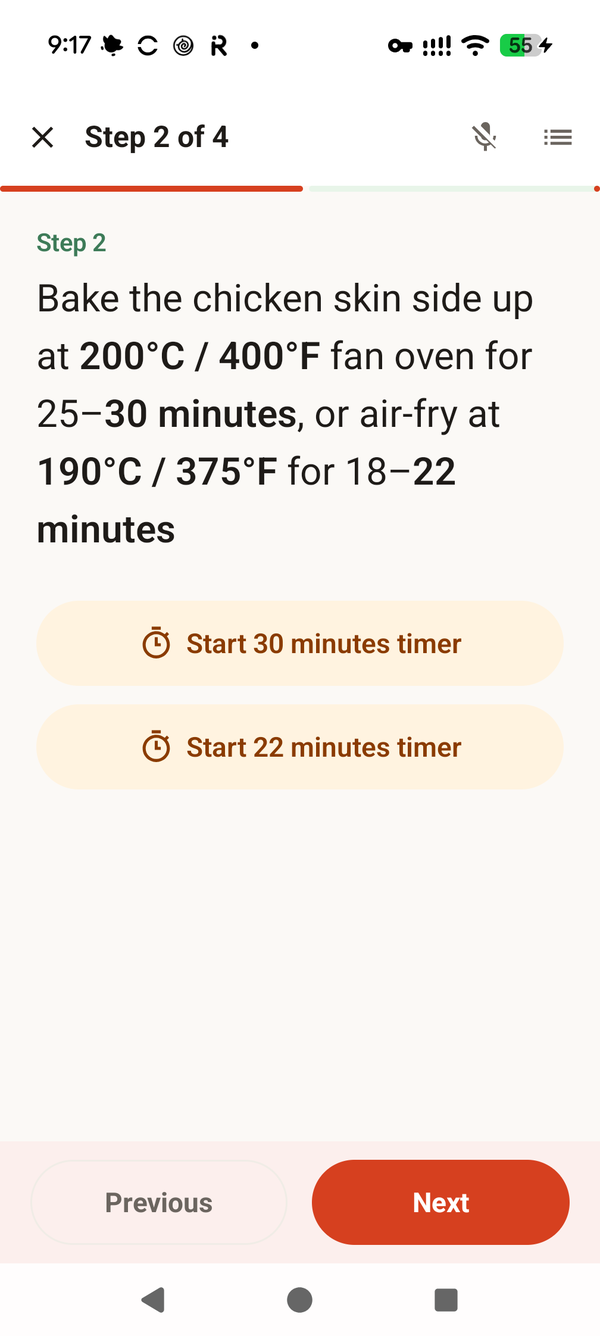 9:17
55
Step 2 of 4
Step 2
Bake the chicken skin side up
at 200°C / 400°F fan oven for
25–30 minutes, or air-fry at
190°C / 375°F for 18–22
minutes
Start 30 minutes timer
Start 22 minutes timer
Previous
Next